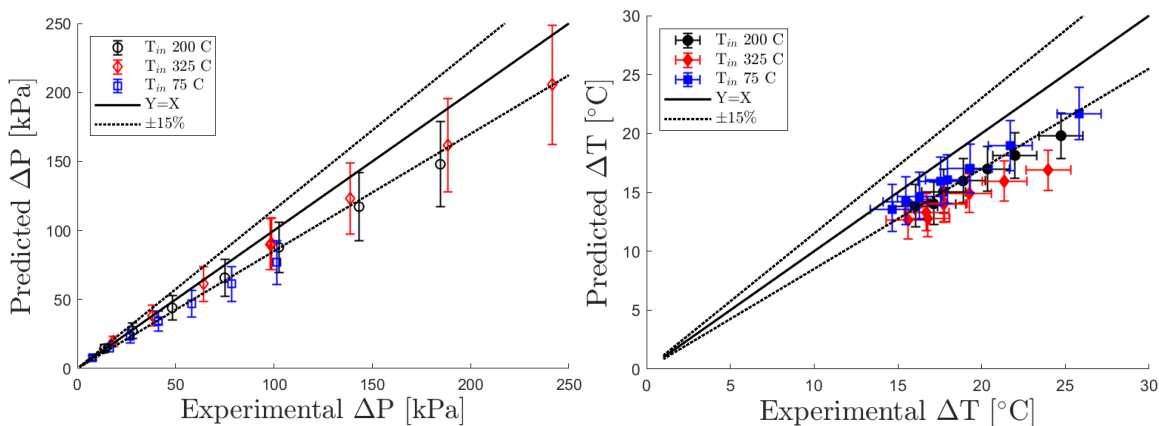 250
200
150
100
50
0
Predicted ΔP [kPa]
T_in 200 C
T_in 325 C
T_in 75 C
Y=X
±15%
0 50 100 150 200 250
Experimental ΔP [kPa]
30
25
20
15
10
5
0
Predicted ΔT [°C]
T_in 200 C
T_in 325 C
T_in 75 C
Y=X
±15%
0 5 10 15 20 25 30
Experimental ΔT [°C]